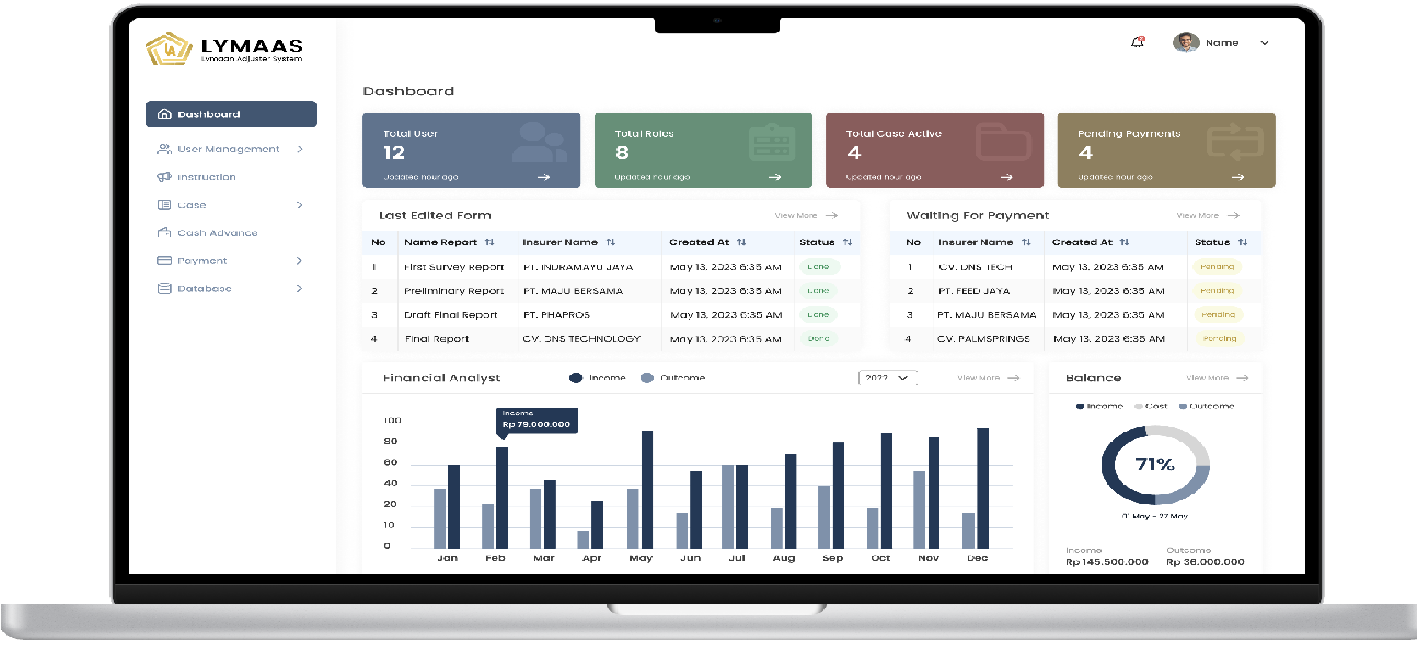 LYMAAS
Lymaan Adjuster System
Name
Dashboard
User Management
Instruction
Case
Cash Advance
Payment
Database
Dashboard
Total User
12
Updated hour ago
Total Roles
8
Updated hour ago
Total Case Active
4
Updated hour ago
Pending Payments
4
Updated hour ago
Last Edited Form View More
No Name Report Insurer Name Created At Status
1 First Survey Report PT. INDRAMAYU JAYA May 13, 2023 6:35 AM Done
2 Preliminary Report PT. MAJU BERSAMA May 13, 2023 6:35 AM Done
3 Draft Final Report PT. PHAPROS May 13, 2023 6:35 AM Done
4 Final Report CV. DNS TECHNOLOGY May 13, 2023 6:35 AM Done
Waiting For Payment View More
No Insurer Name Created At Status
1 CV. DNS TECH May 13, 2023 6:35 AM Pending
2 PT. FEED JAYA May 13, 2023 6:35 AM Pending
3 PT. MAJU BERSAMA May 13, 2023 6:35 AM Pending
4 CV. PALMSPRINGS May 13, 2023 6:35 AM Pending
Financial Analyst Income Outcome 2022 View More
100
80
60
40
20
10
0
Income
Rp 79.000.000
Jan Feb Mar Apr May Jun Jul Aug Sep Oct Nov Dec
Balance View More
Income Cost Outcome
71%
01 May - 27 May
Income Outcome
Rp 145.500.000 Rp 36.000.000